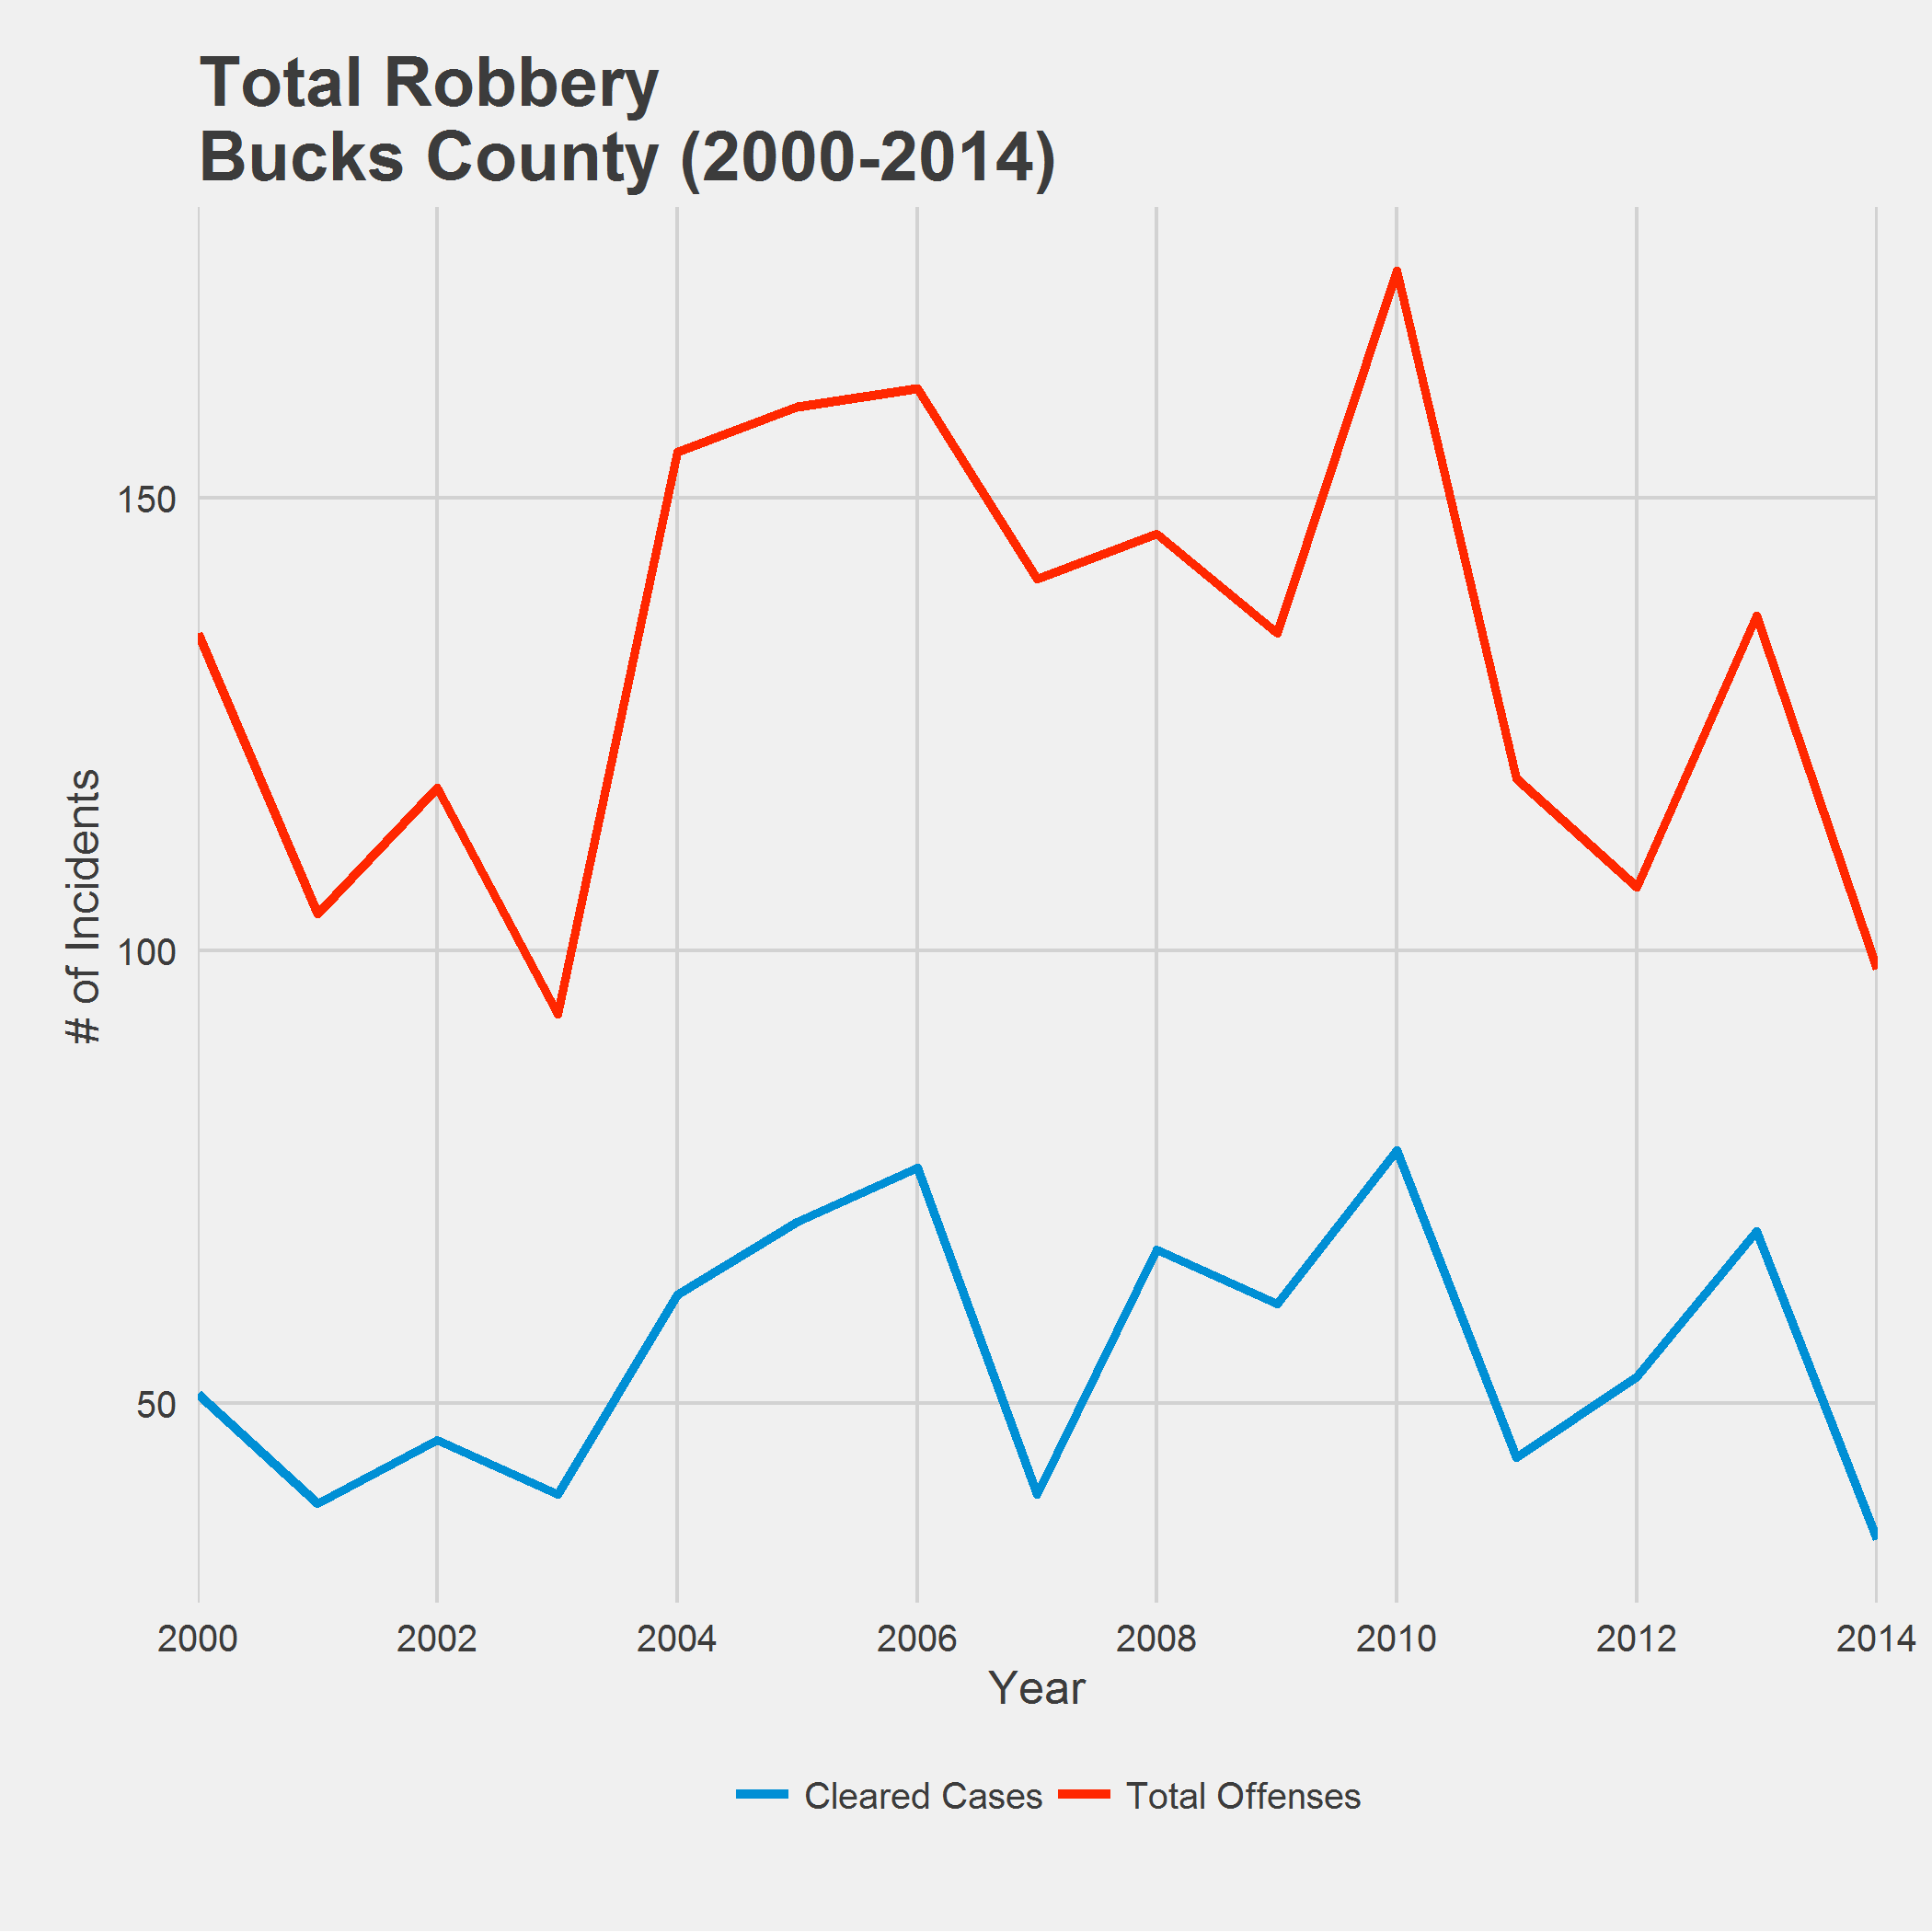 Total Robbery
Bucks County (2000-2014)
# of Incidents
150
100
50
2000 2002 2004 2006 2008 2010 2012 2014
Year
Cleared Cases Total Offenses